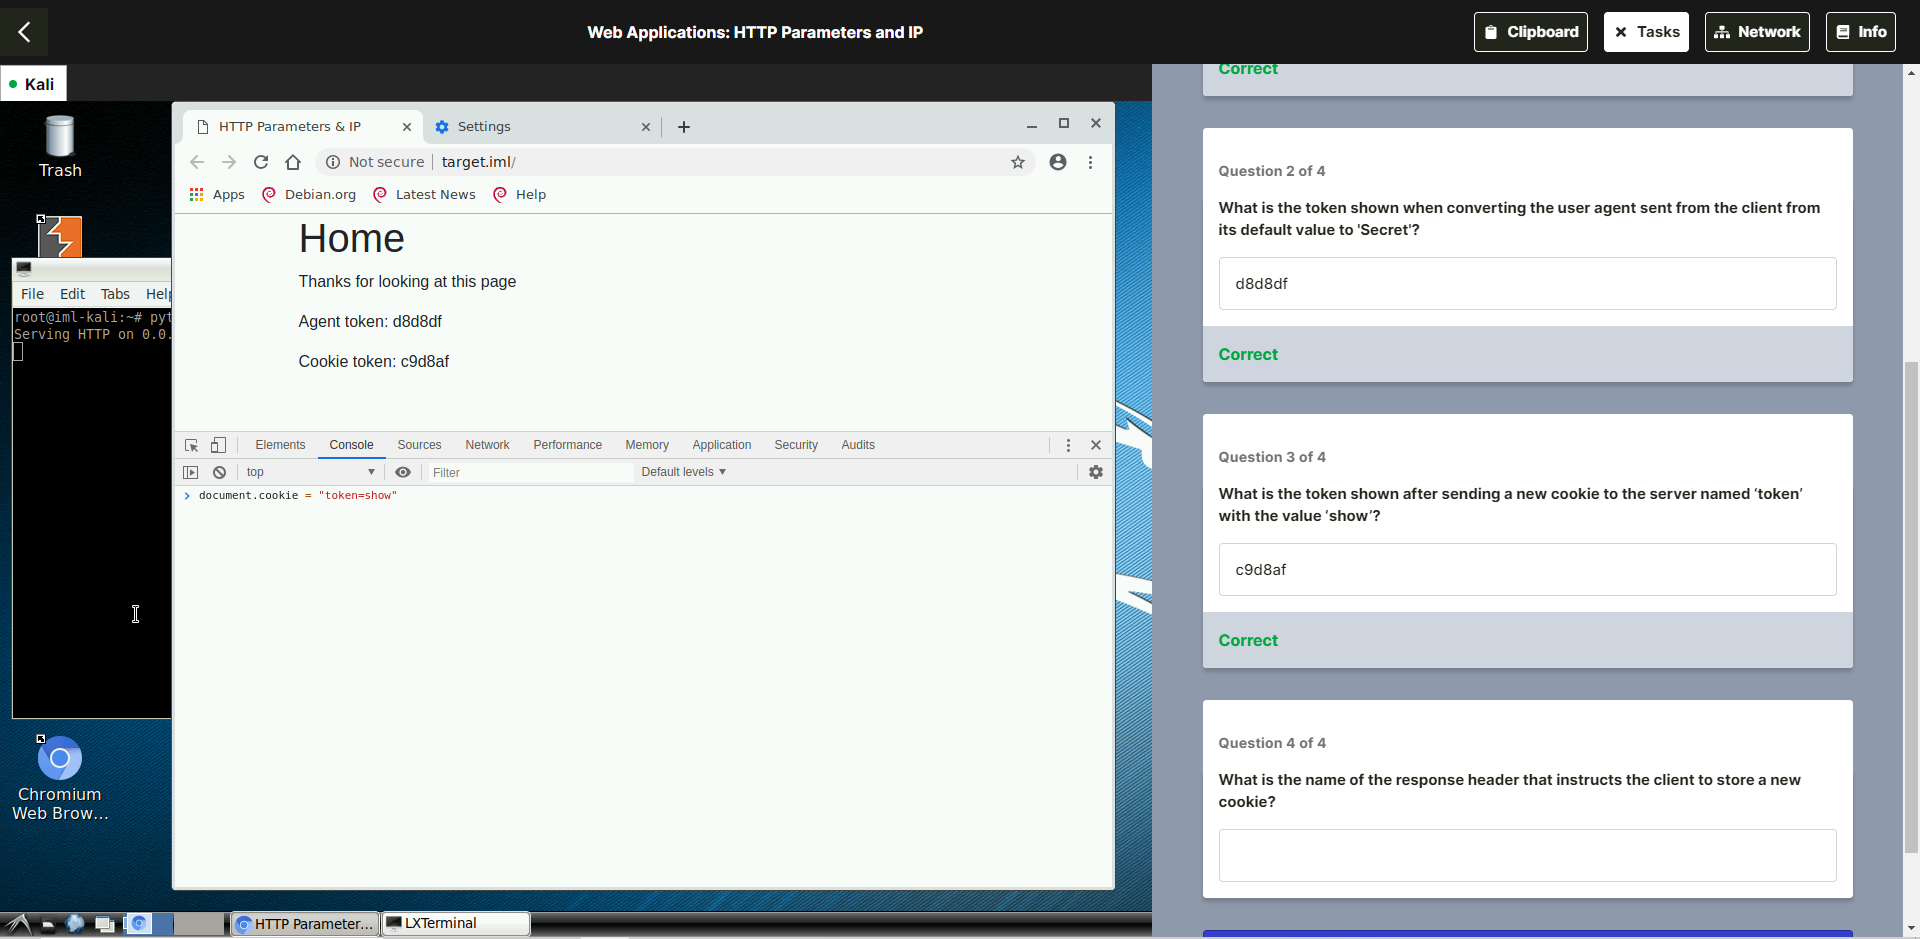 Web Applications: HTTP Parameters and IP
Clipboard
Tasks
Network
Info
Kali
Trash
File Edit Tabs Help
root@iml-kali:~# pyt
Serving HTTP on 0.0.
Chromium
Web Brow...
HTTP Parameters & IP
Settings
Not secure
target.iml/
Apps
Debian.org
Latest News
Help
Home
Thanks for looking at this page
Agent token: d8d8df
Cookie token: c9d8af
Elements Console Sources Network Performance Memory Application Security Audits
top
Filter
Default levels
> document.cookie = "token=show"
HTTP Parameter...
LXTerminal
Correct
Question 2 of 4
What is the token shown when converting the user agent sent from the client from
its default value to 'Secret'?
d8d8df
Correct
Question 3 of 4
What is the token shown after sending a new cookie to the server named ‘token’
with the value ‘show’?
c9d8af
Correct
Question 4 of 4
What is the name of the response header that instructs the client to store a new
cookie?